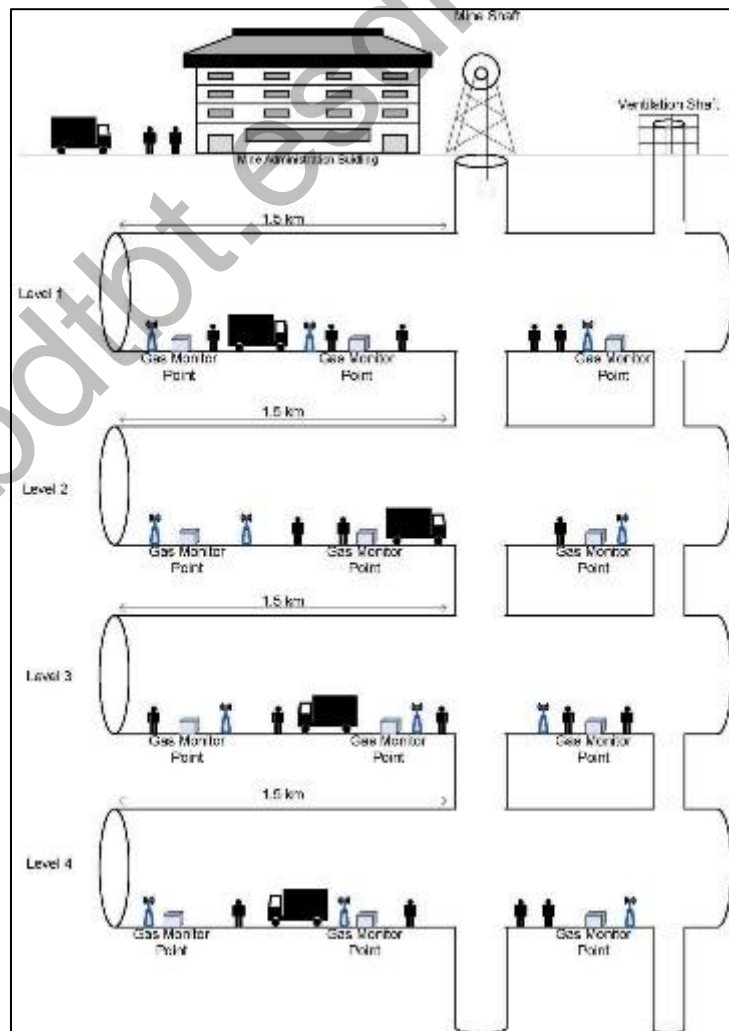 Mine Shaft
Ventilation Shaft
Mine Administration Building
1.5 km
Level 1
Gas Monitor
Point
Gas Monitor
Point
Gas Monitor
Point
1.5 km
Level 2
Gas Monitor
Point
Gas Monitor
Point
Gas Monitor
Point
1.5 km
Level 3
Gas Monitor
Point
Gas Monitor
Point
Gas Monitor
Point
1.5 km
Level 4
Gas Monitor
Point
Gas Monitor
Point
Gas Monitor
Point